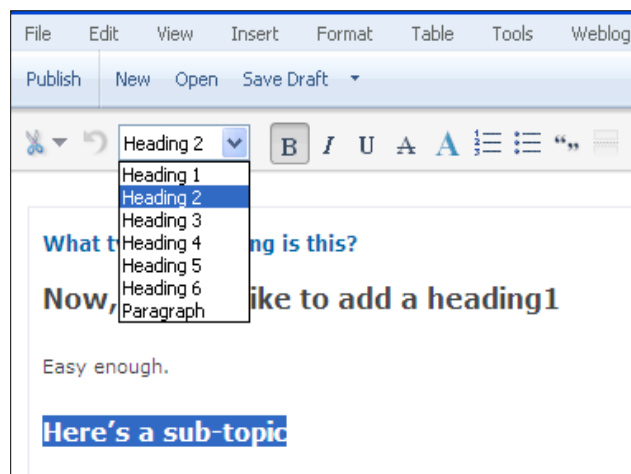 File Edit View Insert Format Table Tools Weblog
Publish New Open Save Draft
Heading 2 B I U A A “„
Heading 1
Heading 2
Heading 3
Heading 4
Heading 5
Heading 6
Paragraph
What ng is this?
Now, ike to add a heading1
Easy enough.
Here’s a sub-topic